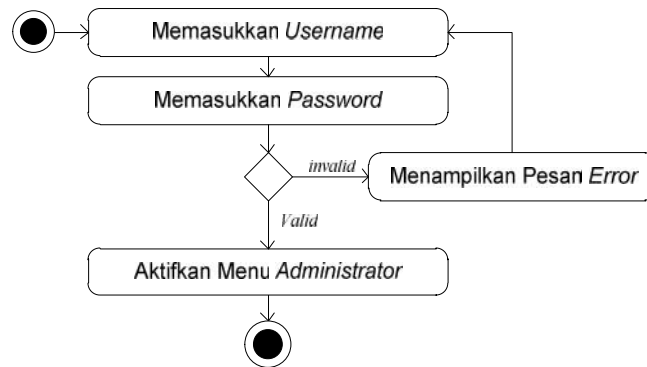 Memasukkan Username
Memasukkan Password
invalid
Menampilkan Pesan Error
Valid
Aktifkan Menu Administrator